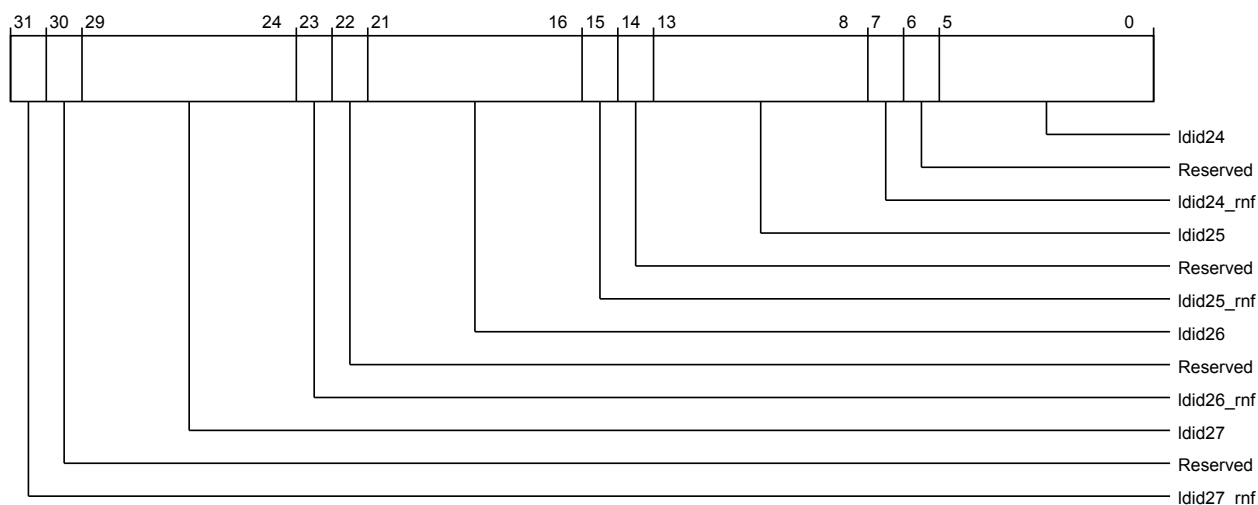 31 30 29 24 23 22 21 16 15 14 13 8 7 6 5 0
ldid24
Reserved
ldid24_rnf
ldid25
Reserved
ldid25_rnf
ldid26
Reserved
ldid26_rnf
ldid27
Reserved
ldid27_rnf